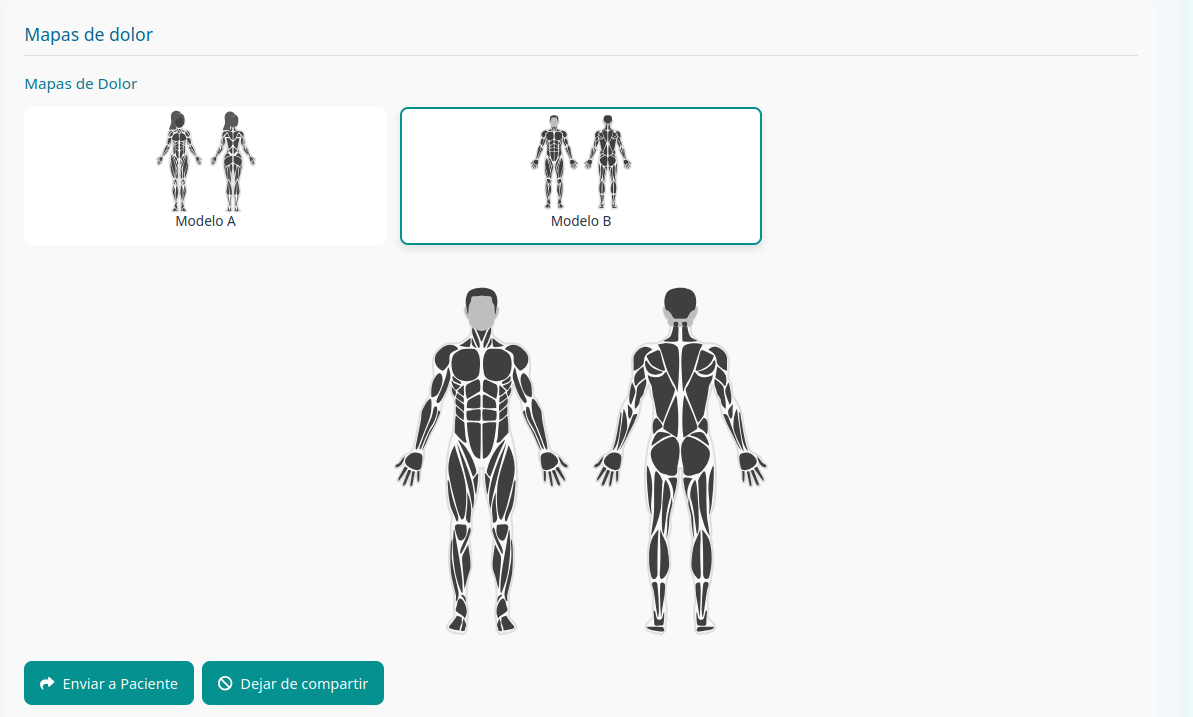 Mapas de dolor
Mapas de Dolor
Modelo A
Modelo B
Enviar a Paciente
Dejar de compartir